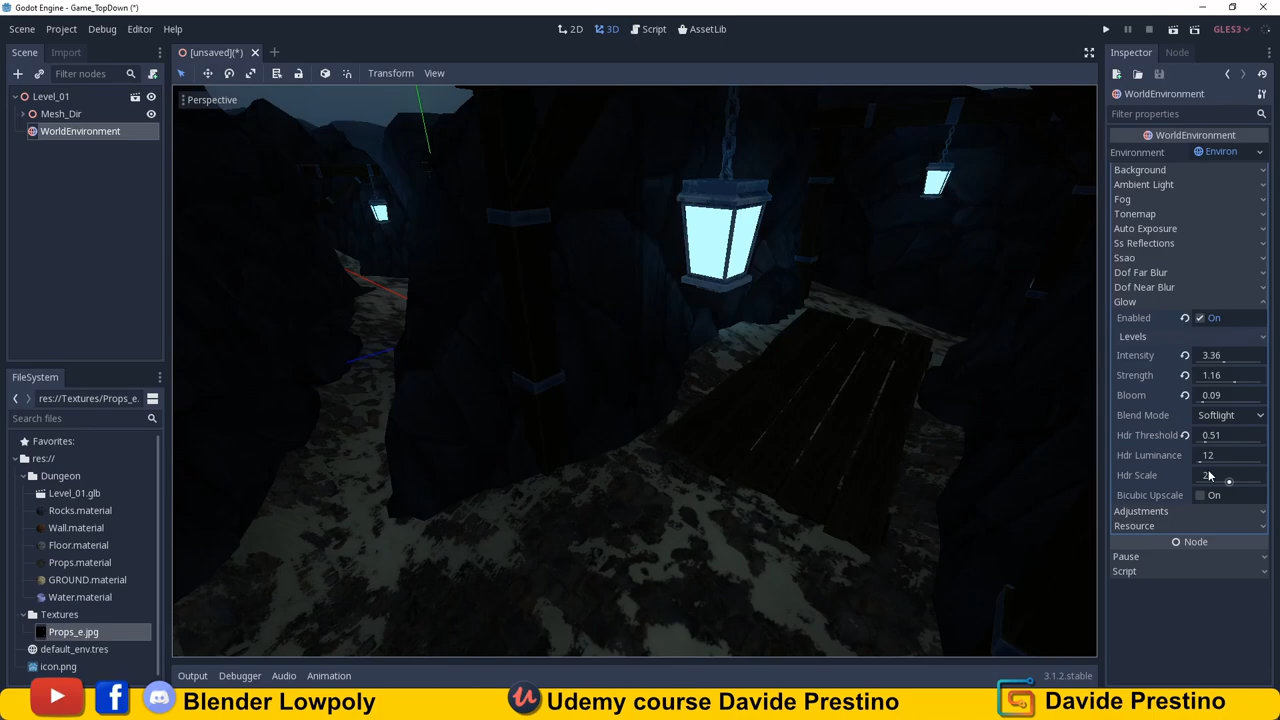 Godot Engine - Game_TopDown (*)
Scene Project Debug Editor Help
2D 3D Script AssetLib
GLES3
Scene Import
[unsaved](*)
Inspector Node
Filter nodes
Transform View
Level_01
Mesh_Dir
WorldEnvironment
Perspective
WorldEnvironment
Filter properties
WorldEnvironment
Environment Environ
Background
Ambient Light
Fog
Tonemap
Auto Exposure
Ss Reflections
Ssao
Dof Far Blur
Dof Near Blur
Glow
Enabled On
Levels
Intensity 3.36
Strength 1.16
Bloom 0.09
Blend Mode Softlight
Hdr Threshold 0.51
Hdr Luminance 12
Hdr Scale 2
Bicubic Upscale On
Adjustments
Resource
Node
Pause
Script
FileSystem
res://Textures/Props_e.
Search files
Favorites:
res://
Dungeon
Level_01.glb
Rocks.material
Wall.material
Floor.material
Props.material
GROUND.material
Water.material
Textures
Props_e.jpg
default_env.tres
icon.png
Output Debugger Audio Animation
3.1.2.stable
Blender Lowpoly
Udemy course Davide Prestino
Davide Prestino